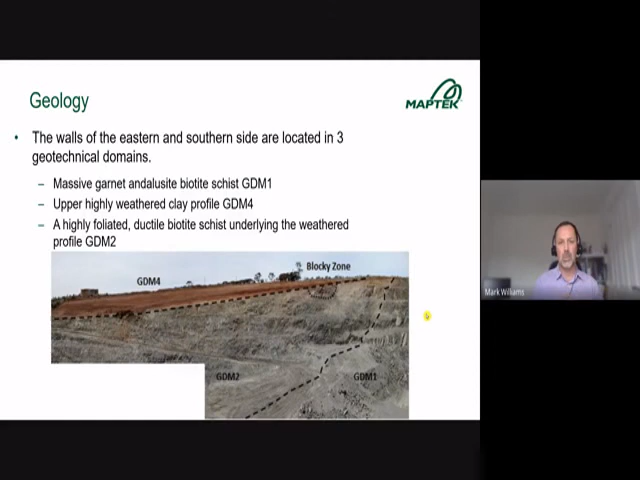 Geology
MAPTEK
• The walls of the eastern and southern side are located in 3
geotechnical domains.
– Massive garnet andalusite biotite schist GDM1
– Upper highly weathered clay profile GDM4
– A highly foliated, ductile biotite schist underlying the weathered
profile GDM2
GDM4
Blocky Zone
GDM2
GDM1
Mark Williams